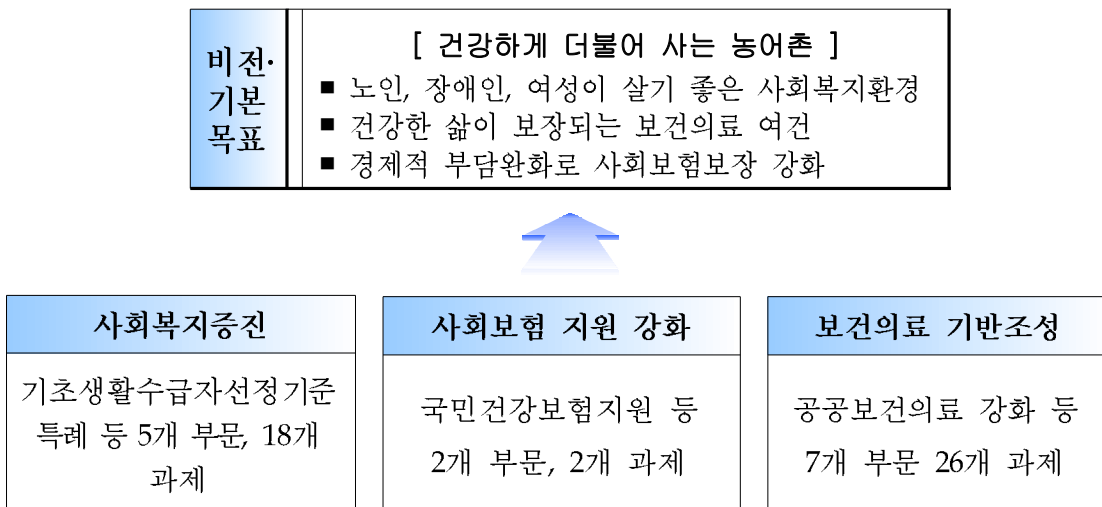 비전·
기본
목표
[ 건강하게 더불어 사는 농어촌 ]
■ 노인, 장애인, 여성이 살기 좋은 사회복지환경
■ 건강한 삶이 보장되는 보건의료 여건
■ 경제적 부담완화로 사회보험보장 강화
사회복지증진
기초생활수급자선정기준
특례 등 5개 부문, 18개
과제
사회보험 지원 강화
국민건강보험지원 등
2개 부문, 2개 과제
보건의료 기반조성
공공보건의료 강화 등
7개 부문 26개 과제